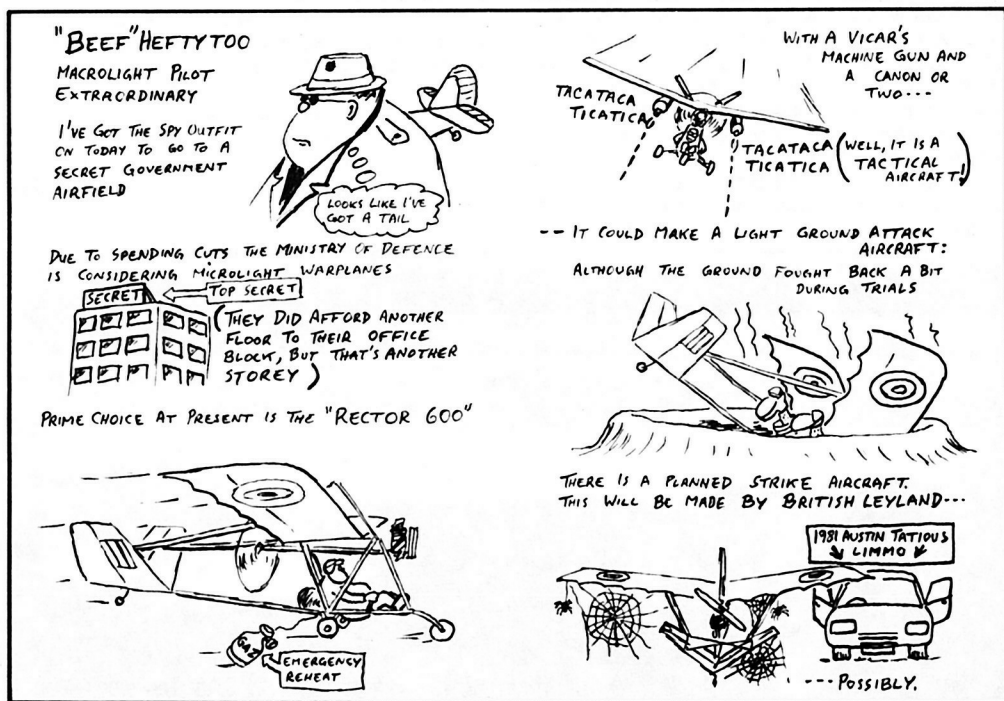 "BEEF" HEFTYTOO
MACROLIGHT PILOT
EXTRAORDINARY
I'VE GOT THE SPY OUTFIT
ON TODAY TO GO TO A
SECRET GOVERNMENT
AIRFIELD
LOOKS LIKE I'VE
GOT A TAIL
DUE TO SPENDING CUTS THE MINISTRY OF DEFENCE
IS CONSIDERING MICROLIGHT WARPLANES
SECRET
TOP SECRET
(THEY DID AFFORD ANOTHER
FLOOR TO THEIR OFFICE
BLOCK, BUT THAT'S ANOTHER
STOREY)
PRIME CHOICE AT PRESENT IS THE "RECTOR 600"
GAZ
EMERGENCY
REHEAT
WITH A VICAR'S
MACHINE GUN AND
A CANON OR
TWO---
TACATACA
TICATICA
TACATACA
TICATICA
(WELL, IT IS A
TACTICAL
AIRCRAFT!)
-- IT COULD MAKE A LIGHT GROUND ATTACK
AIRCRAFT:
ALTHOUGH THE GROUND FOUGHT BACK A BIT
DURING TRIALS
THERE IS A PLANNED STRIKE AIRCRAFT.
THIS WILL BE MADE BY BRITISH LEYLAND---
1981 AUSTIN TATIOUS
LIMMO
---- POSSIBLY.